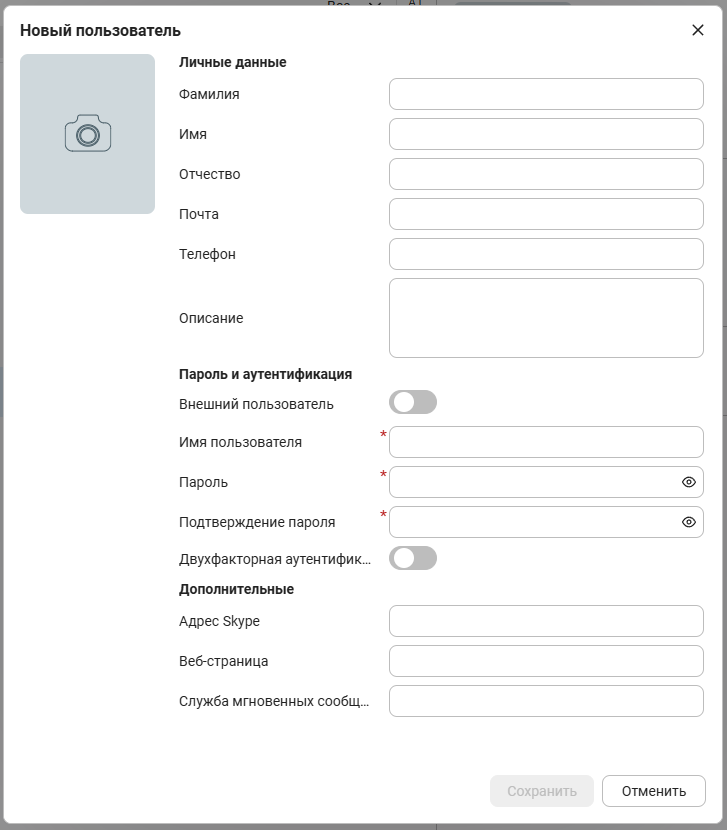 Новый пользователь
Личные данные
Фамилия
Имя
Отчество
Почта
Телефон
Описание
Пароль и аутентификация
Внешний пользователь
Имя пользователя *
Пароль *
Подтверждение пароля *
Двухфакторная аутентифик...
Дополнительные
Адрес Skype
Веб-страница
Служба мгновенных сообщ...
Сохранить Отменить